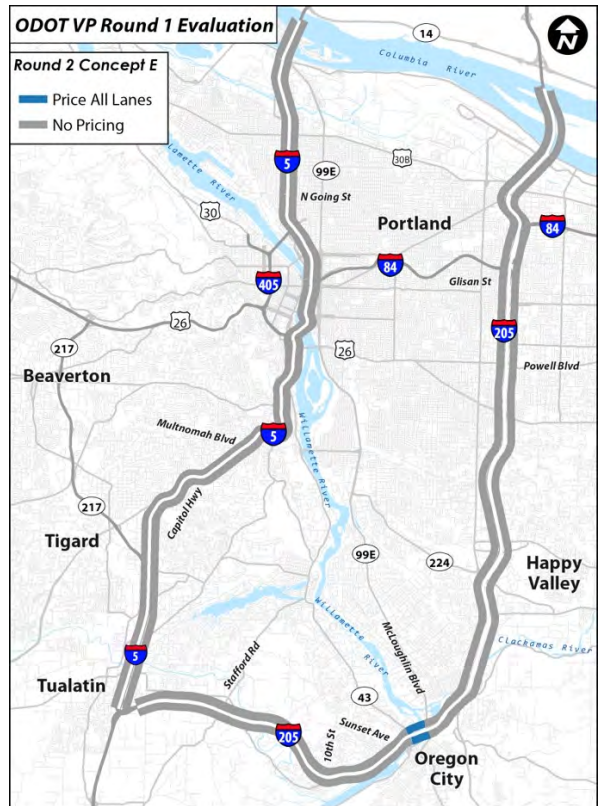 ODOT VP Round 1 Evaluation
Round 2 Concept E
Price All Lanes
No Pricing
N
14
Columbia River
lamette River
5
99E
30B
N Going St
30
Portland
84
405
84
Glisan St
26
26
205
217
Powell Blvd
Beaverton
Multnomah Blvd
5
Willamette River
Capitol Hwy
217
Tigard
99E
224
Happy
Valley
Willamette River
McLoughlin Blvd
Clackamas River
5
Stafford Rd
Tualatin
43
Sunset Ave
205
10th St
Oregon
City